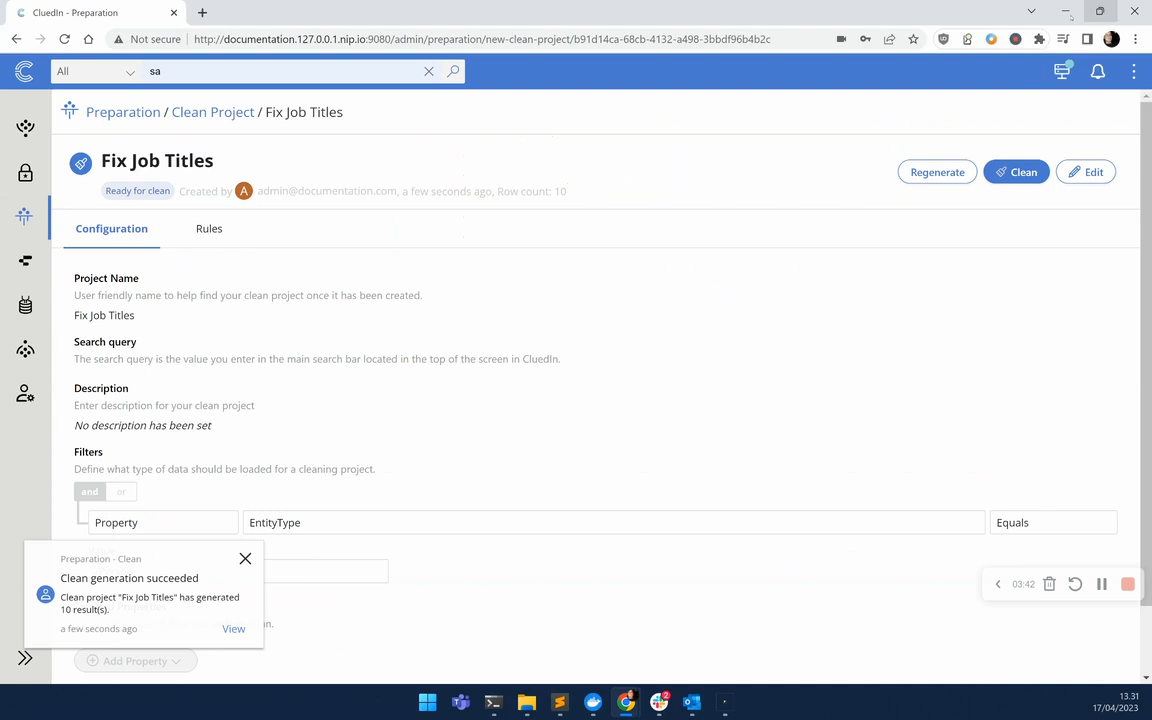 CluedIn - Preparation
Not secure
http://documentation.127.0.0.1.nip.io:9080/admin/preparation/new-clean-project/b91d14ca-68cb-4132-a498-3bbdf96b4b2c
All
sa
Preparation / Clean Project / Fix Job Titles
Fix Job Titles
Ready for clean
Created by A admin@documentation.com, a few seconds ago, Row count: 10
Regenerate
Clean
Edit
Configuration
Rules
Project Name
User friendly name to help find your clean project once it has been created.
Fix Job Titles
Search query
The search query is the value you enter in the main search bar located in the top of the screen in CluedIn.
Description
Enter description for your clean project
No description has been set
Filters
Define what type of data should be loaded for a cleaning project.
and
or
Property
EntityType
Equals
Preparation - Clean
Clean generation succeeded
Clean project "Fix Job Titles" has generated
10 result(s).
a few seconds ago
View
Add Property
03:42
2
13.31
17/04/2023